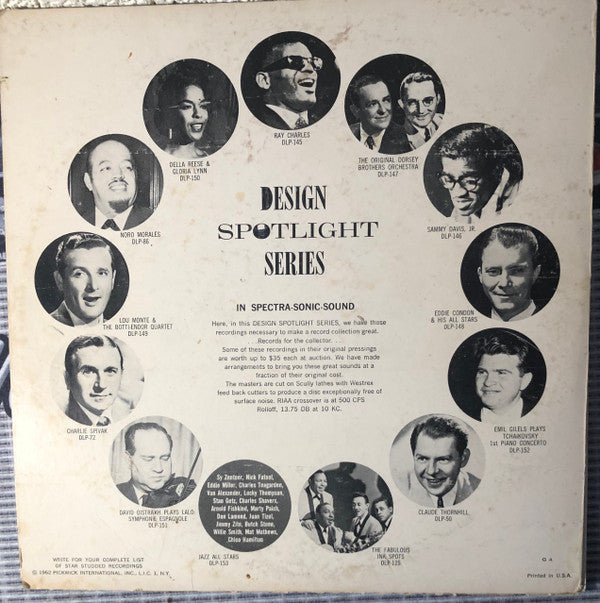 RAY CHARLES
DLP-145
DELLA REESE &
GLORIA LYNN
DLP-150
THE ORIGINAL DORSEY
BROTHERS ORCHESTRA
DLP-147
NORO MORALES
DLP-86
SAMMY DAVIS, JR.
DLP-146
DESIGN
SPOTLIGHT
SERIES
LOU MONTE &
THE BOTTI-ENDOR QUARTET
DLP-149
EDDIE CONDON
& HIS ALL STARS
DLP-148
IN SPECTRA-SONIC-SOUND
Here, in this DESIGN SPOTLIGHT SERIES, we have those
recordings necessary to make a record collection great.
Records for the collector. . .
Some of these recordings in their original pressings
are worth up to $35 each at auction. We have made
arrangements to bring you these great sounds at a
fraction of their original cost.
The masters are cut on Scully lathes with Westrex
feed back cutters to produce a disc exceptionally free of
surface noise. RIAA crossover is at 500 CPS
Rolloff, 13.75 DB at 10 KC.
CHARLIE SPIVAK
DLP-72
EMIL GILELS PLAYS
TCHAIKOVSKY
1st PIANO CONCERTO
DLP-152
DAVID OISTRAKH PLAYS LALO:
SYMPHONIE ESPAGNOLE
DLP-151
CLAUDE THORNHILL
DLP-50
Sy Zentner, Nick Fatool,
Eddie Miller, Charles Teagarden,
Van Alexander, Lucky Thompson,
Stan Getz, Charles Shavers,
Arnold Fishkind, Marty Paich,
Don Lamond, Juan Tizol,
Jimmy Zito, Butch Stone,
Willie Smith, Mat Mathews,
Chico Hamilton
JAZZ ALL STARS
DLP-153
THE FABULOUS
INK SPOTS
DLP-125
WRITE FOR YOUR COMPLETE LIST
OF STAR STUDDED RECORDINGS
© 1962 PICKWICK INTERNATIONAL, INC., L.I.C. 1, N.Y.
Printed in U.S.A.